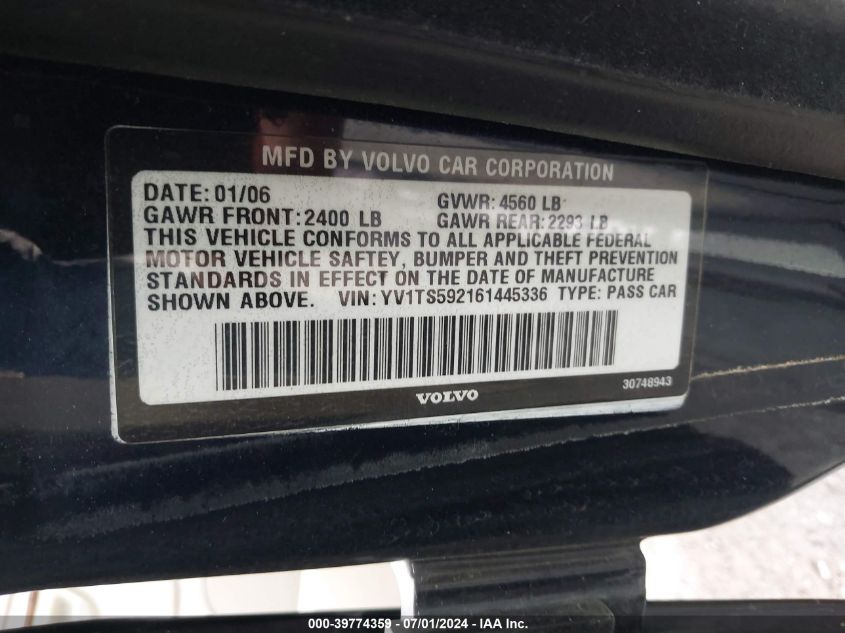 MFD BY VOLVO CAR CORPORATION
DATE: 01/06 GVWR: 4560 LB
GAWR FRONT: 2400 LB GAWR REAR: 2293 LB
THIS VEHICLE CONFORMS TO ALL APPLICABLE FEDERAL
MOTOR VEHICLE SAFTEY, BUMPER AND THEFT PREVENTION
STANDARDS IN EFFECT ON THE DATE OF MANUFACTURE
SHOWN ABOVE. VIN: YV1TS592161445336 TYPE: PASS CAR
30748943
VOLVO
000-39774359 - 07/01/2024 - IAA Inc.